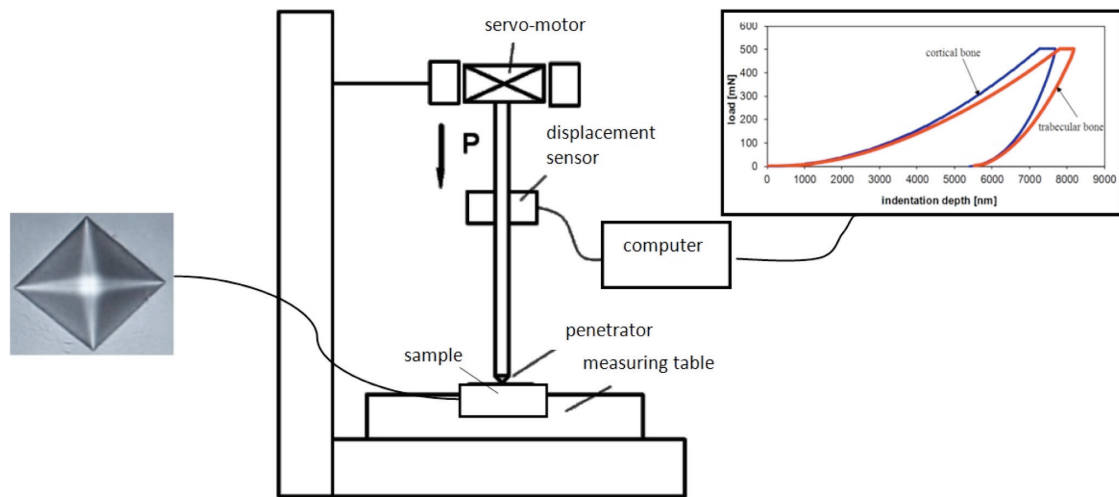 servo-motor
displacement
sensor
P
computer
penetrator
measuring table
sample
600
500
400
300
200
100
0
load [mN]
cortical bone
trabecular bone
0 1000 2000 3000 4000 5000 6000 7000 8000 9000
indentation depth [nm]